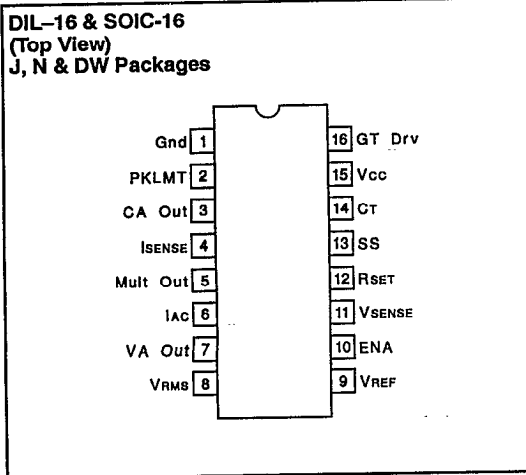 DIL–16 & SOIC-16
(Top View)
J, N & DW Packages
Gnd 1
16 GT Drv
PKLMT 2
15 VCC
CA Out 3
14 CT
ISENSE 4
13 SS
Mult Out 5
12 RSET
IAC 6
11 VSENSE
VA Out 7
10 ENA
VRMS 8
9 VREF